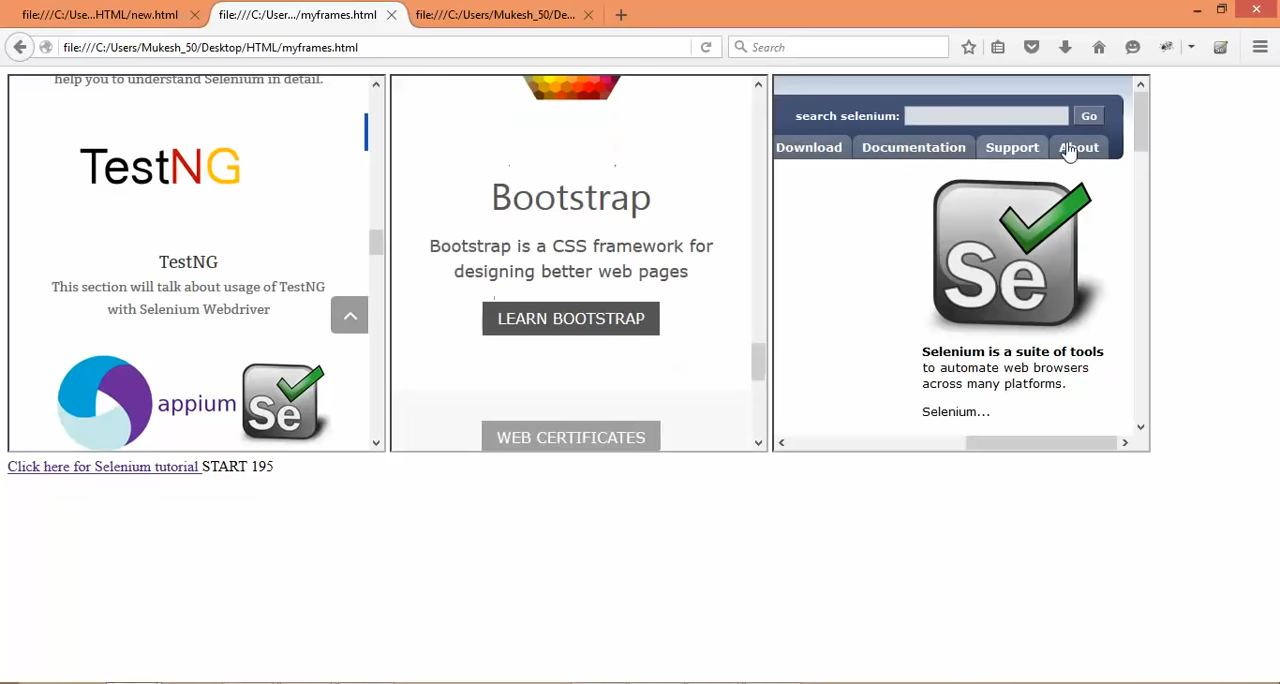 file:///C:/Use...HTML/new.html
file:///C:/User.../myframes.html
file:///C:/Users/Mukesh_50/De...
file:///C:/Users/Mukesh_50/Desktop/HTML/myframes.html
Search
help you to understand Selenium in detail.
TestNG
TestNG
This section will talk about usage of TestNG
with Selenium Webdriver
appium
Se
Bootstrap
Bootstrap is a CSS framework for
designing better web pages
LEARN BOOTSTRAP
WEB CERTIFICATES
search selenium:
Go
Download
Documentation
Support
About
Se
Selenium is a suite of tools
to automate web browsers
across many platforms.
Selenium...
Click here for Selenium tutorial START 195